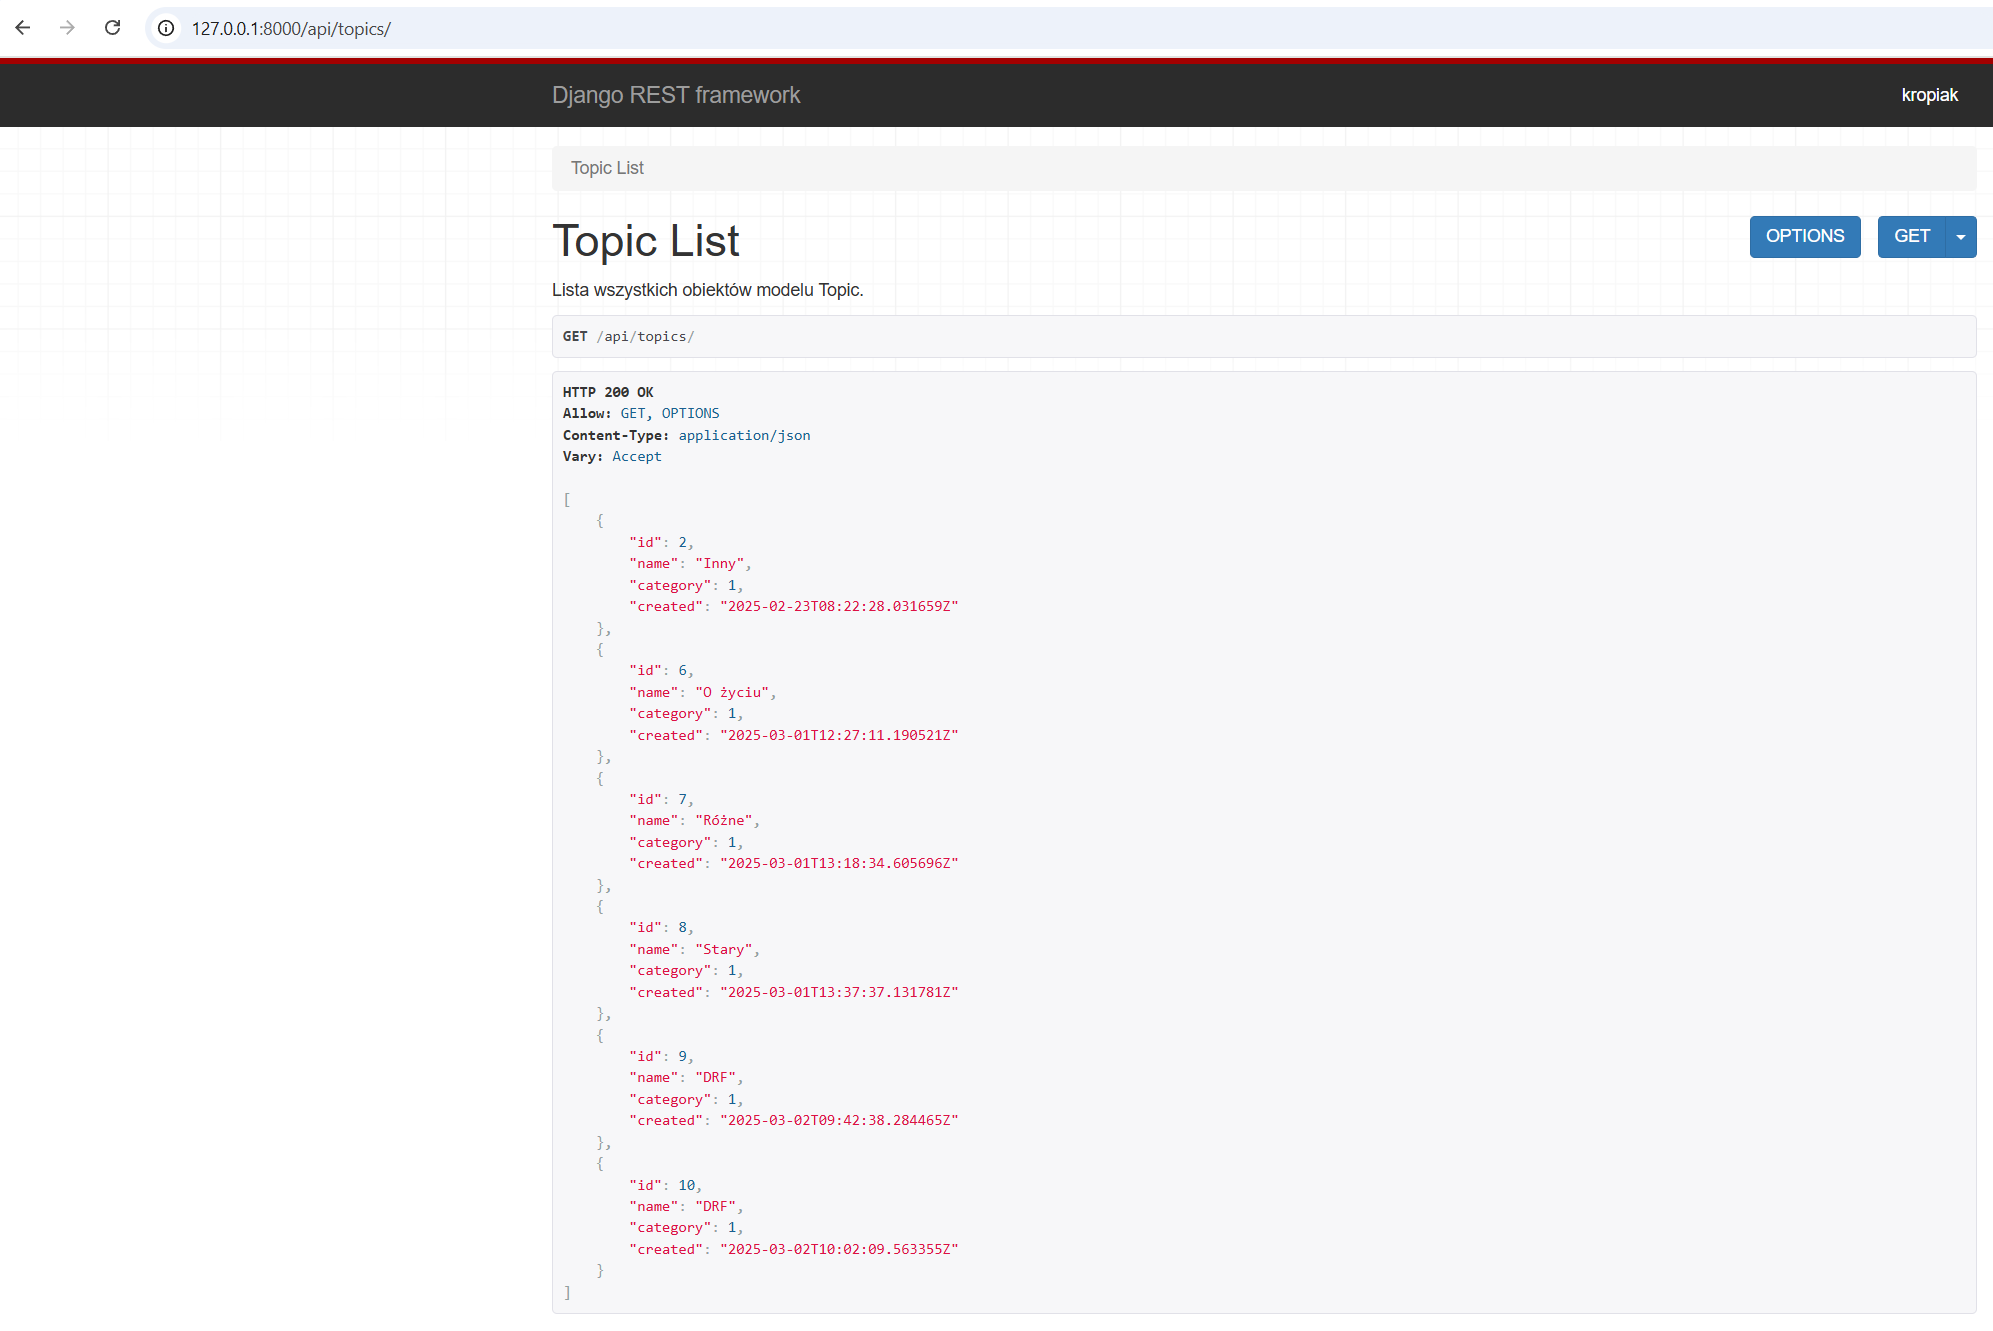 127.0.0.1:8000/api/topics/
Django REST framework
kropiak
Topic List
Topic List
OPTIONS
GET
Lista wszystkich obiektów modelu Topic.
GET /api/topics/
HTTP 200 OK
Allow: GET, OPTIONS
Content-Type: application/json
Vary: Accept
[
    {
        "id": 2,
        "name": "Inny",
        "category": 1,
        "created": "2025-02-23T08:22:28.031659Z"
    },
    {
        "id": 6,
        "name": "O życiu",
        "category": 1,
        "created": "2025-03-01T12:27:11.190521Z"
    },
    {
        "id": 7,
        "name": "Różne",
        "category": 1,
        "created": "2025-03-01T13:18:34.605696Z"
    },
    {
        "id": 8,
        "name": "Stary",
        "category": 1,
        "created": "2025-03-01T13:37:37.131781Z"
    },
    {
        "id": 9,
        "name": "DRF",
        "category": 1,
        "created": "2025-03-02T09:42:38.284465Z"
    },
    {
        "id": 10,
        "name": "DRF",
        "category": 1,
        "created": "2025-03-02T10:02:09.563355Z"
    }
]